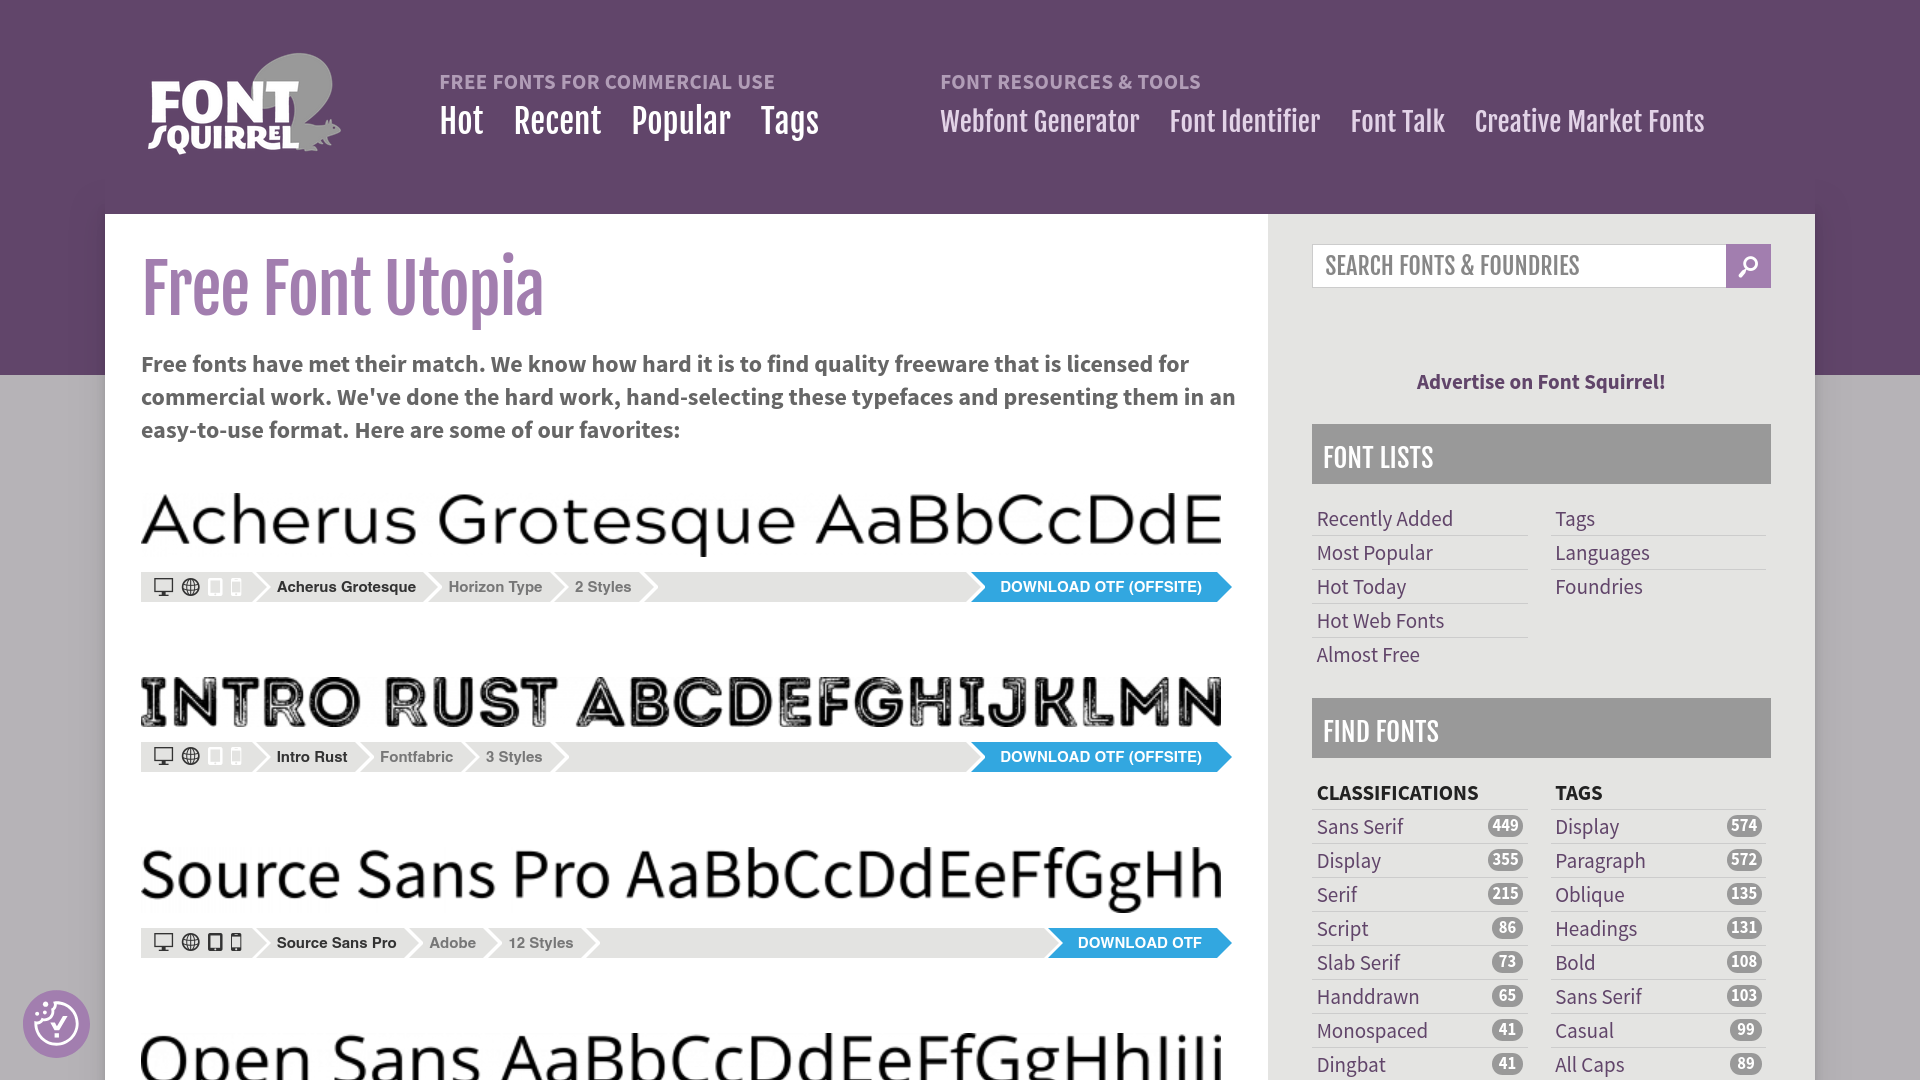 FONT
SQUIRREL
FREE FONTS FOR COMMERCIAL USE
Hot Recent Popular Tags
FONT RESOURCES & TOOLS
Webfont Generator Font Identifier Font Talk Creative Market Fonts
Free Font Utopia
Free fonts have met their match. We know how hard it is to find quality freeware that is licensed for
commercial work. We've done the hard work, hand-selecting these typefaces and presenting them in an
easy-to-use format. Here are some of our favorites:
Acherus Grotesque AaBbCcDdE
Acherus Grotesque Horizon Type 2 Styles DOWNLOAD OTF (OFFSITE)
INTRO RUST ABCDEFGHIJKLMN
Intro Rust Fontfabric 3 Styles DOWNLOAD OTF (OFFSITE)
Source Sans Pro AaBbCcDdEeFfGgHh
Source Sans Pro Adobe 12 Styles DOWNLOAD OTF
Open Sans AaBbCcDdEeFfGgHhIiJj
SEARCH FONTS & FOUNDRIES
Advertise on Font Squirrel!
FONT LISTS
Recently Added
Most Popular
Hot Today
Hot Web Fonts
Almost Free
Tags
Languages
Foundries
FIND FONTS
CLASSIFICATIONS
Sans Serif 449
Display 355
Serif 215
Script 86
Slab Serif 73
Handdrawn 65
Monospaced 41
Dingbat 41
TAGS
Display 574
Paragraph 572
Oblique 135
Headings 131
Bold 108
Sans Serif 103
Casual 99
All Caps 89